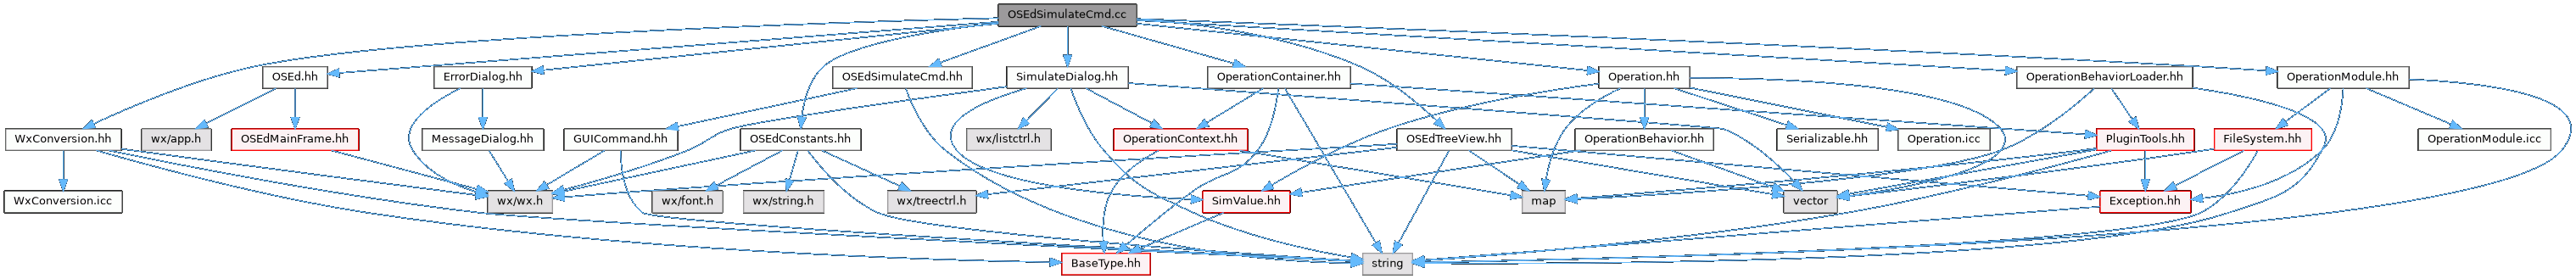 OSEdSimulateCmd.cc
OSEd.hh
ErrorDialog.hh
OSEdSimulateCmd.hh
SimulateDialog.hh
OperationContainer.hh
Operation.hh
OperationBehaviorLoader.hh
OperationModule.hh
WxConversion.hh
wx/app.h
OSEdMainFrame.hh
MessageDialog.hh
GUICommand.hh
OSEdConstants.hh
wx/listctrl.h
OperationContext.hh
OSEdTreeView.hh
OperationBehavior.hh
Serializable.hh
Operation.icc
PluginTools.hh
FileSystem.hh
OperationModule.icc
WxConversion.icc
wx/wx.h
wx/font.h
wx/string.h
wx/treectrl.h
SimValue.hh
map
vector
Exception.hh
BaseType.hh
string